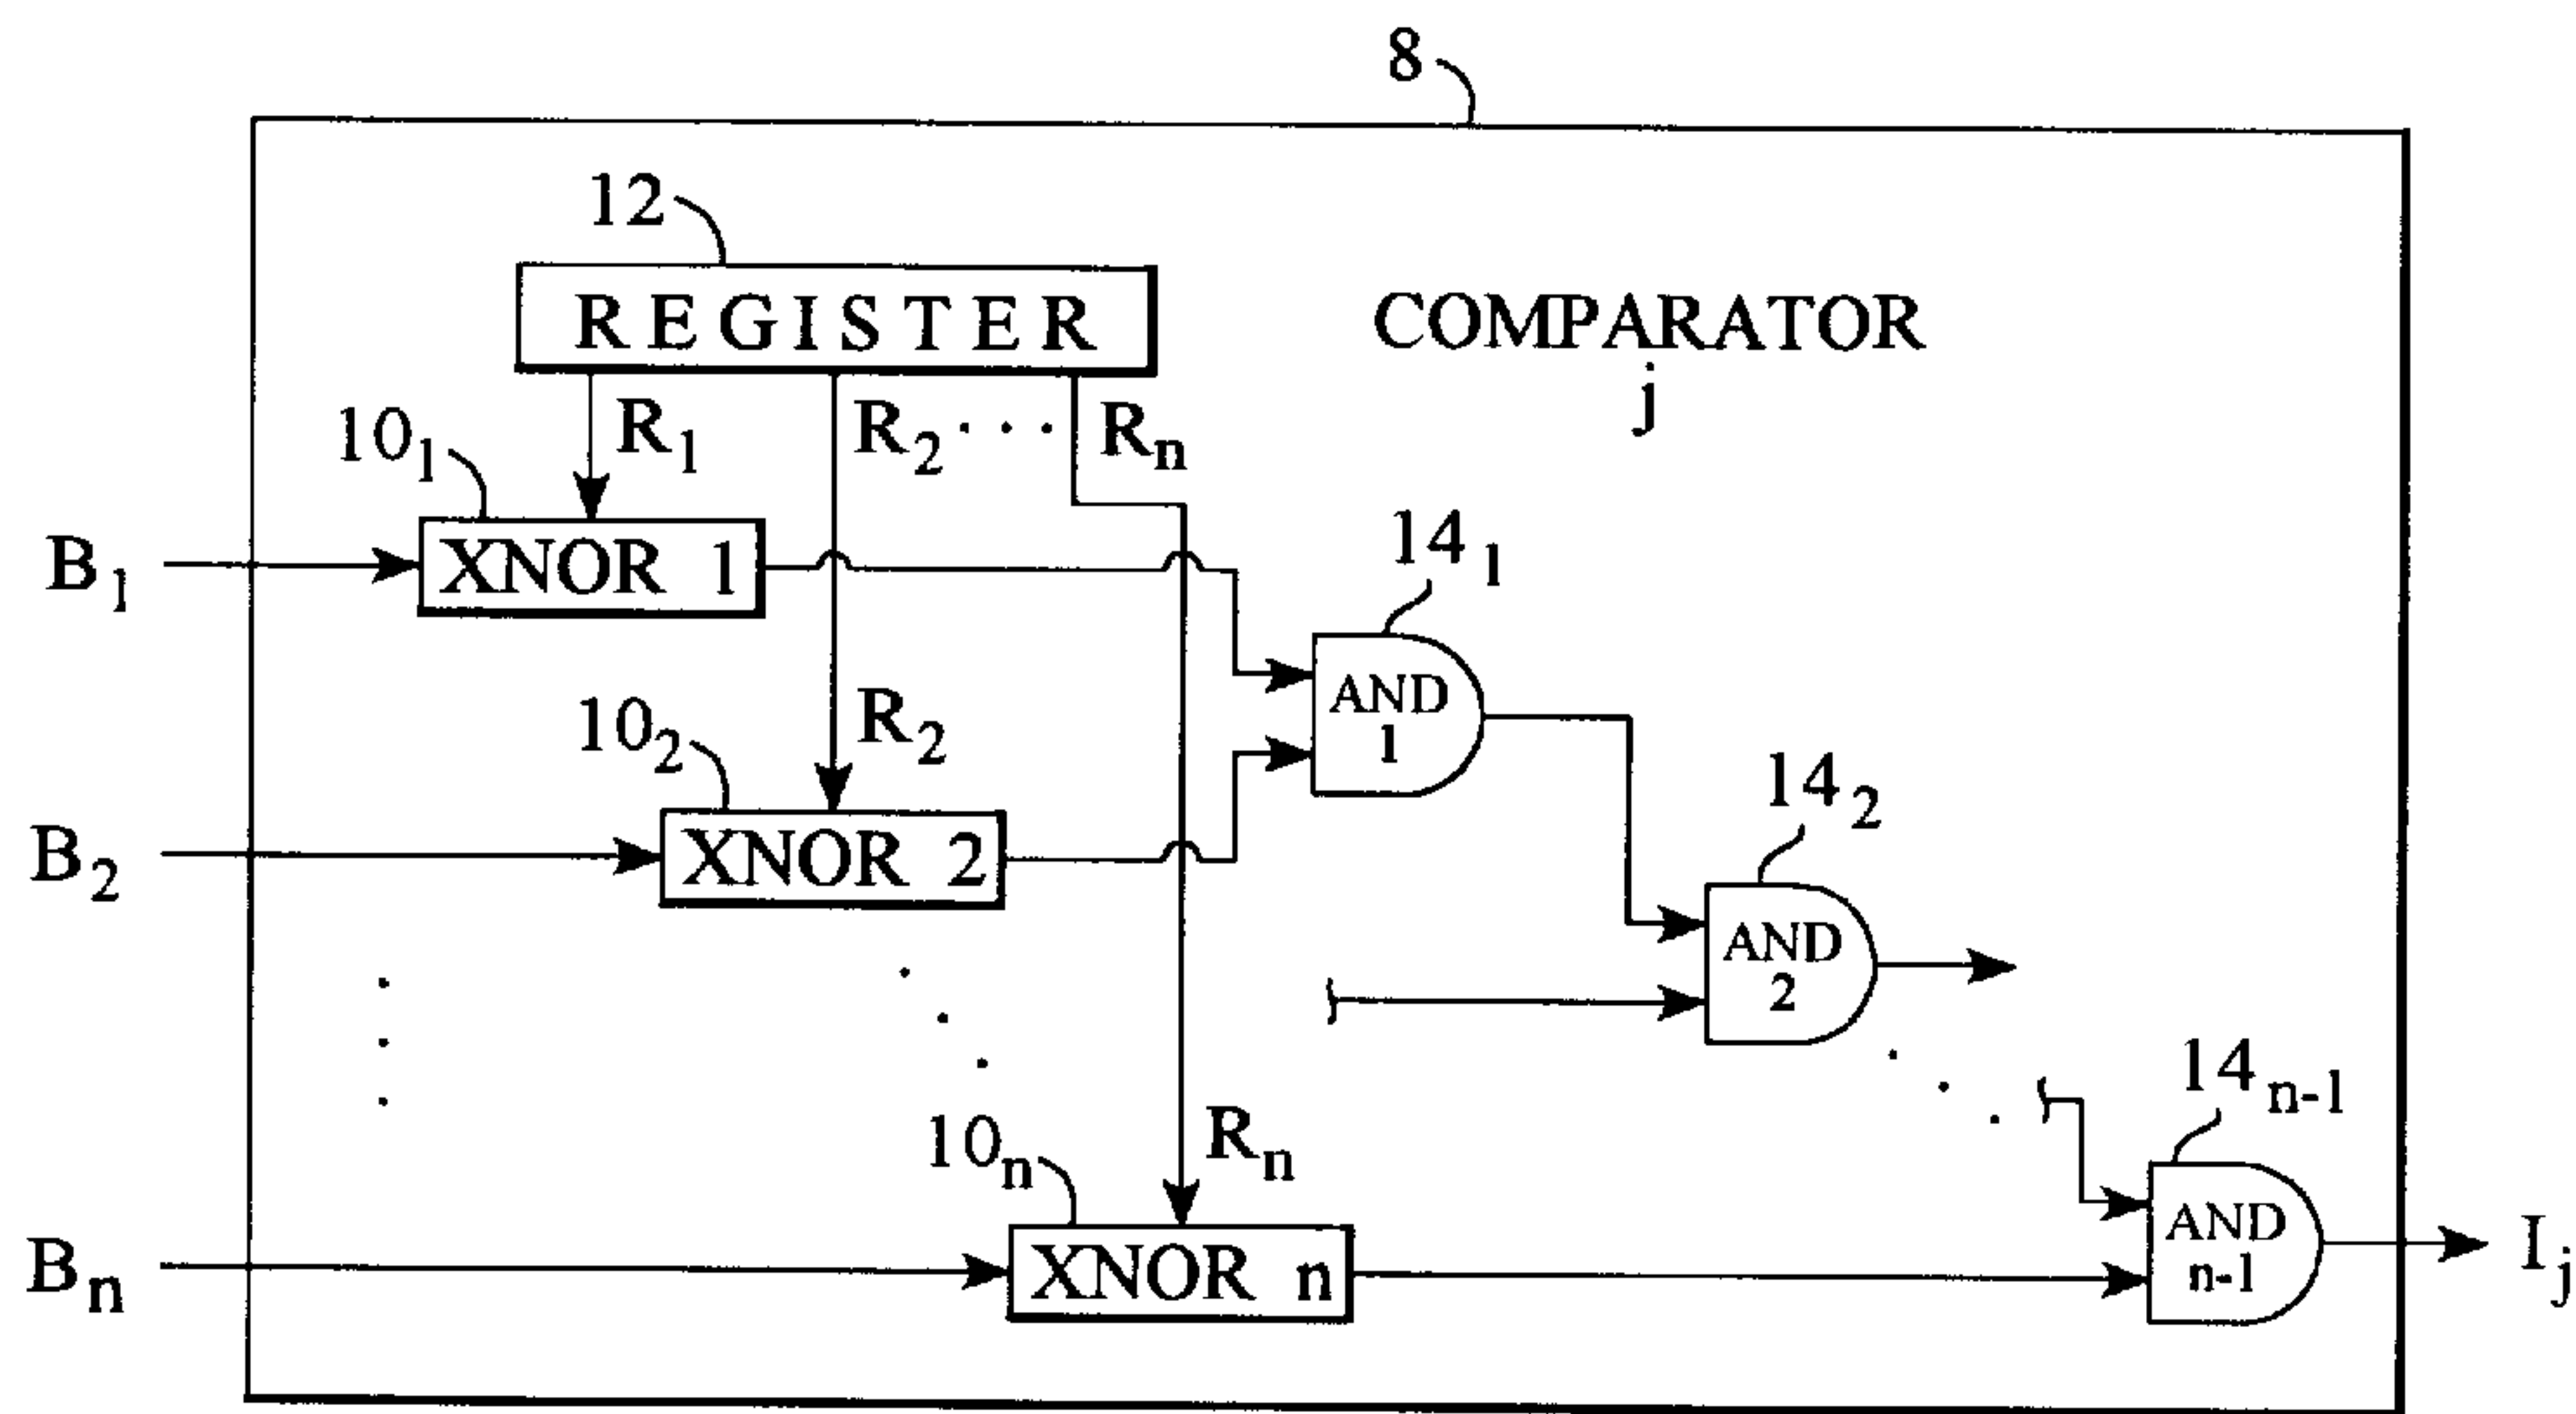 8
12
REGISTER
COMPARATOR
j
R₁
R₂ . . . Rₙ
10₁
B₁
XNOR 1
14₁
AND
1
10₂
R₂
B₂
XNOR 2
14₂
AND
2
10ₙ
Rₙ
14ₙ₋₁
Bₙ
XNOR n
AND
n-1
Iⱼ